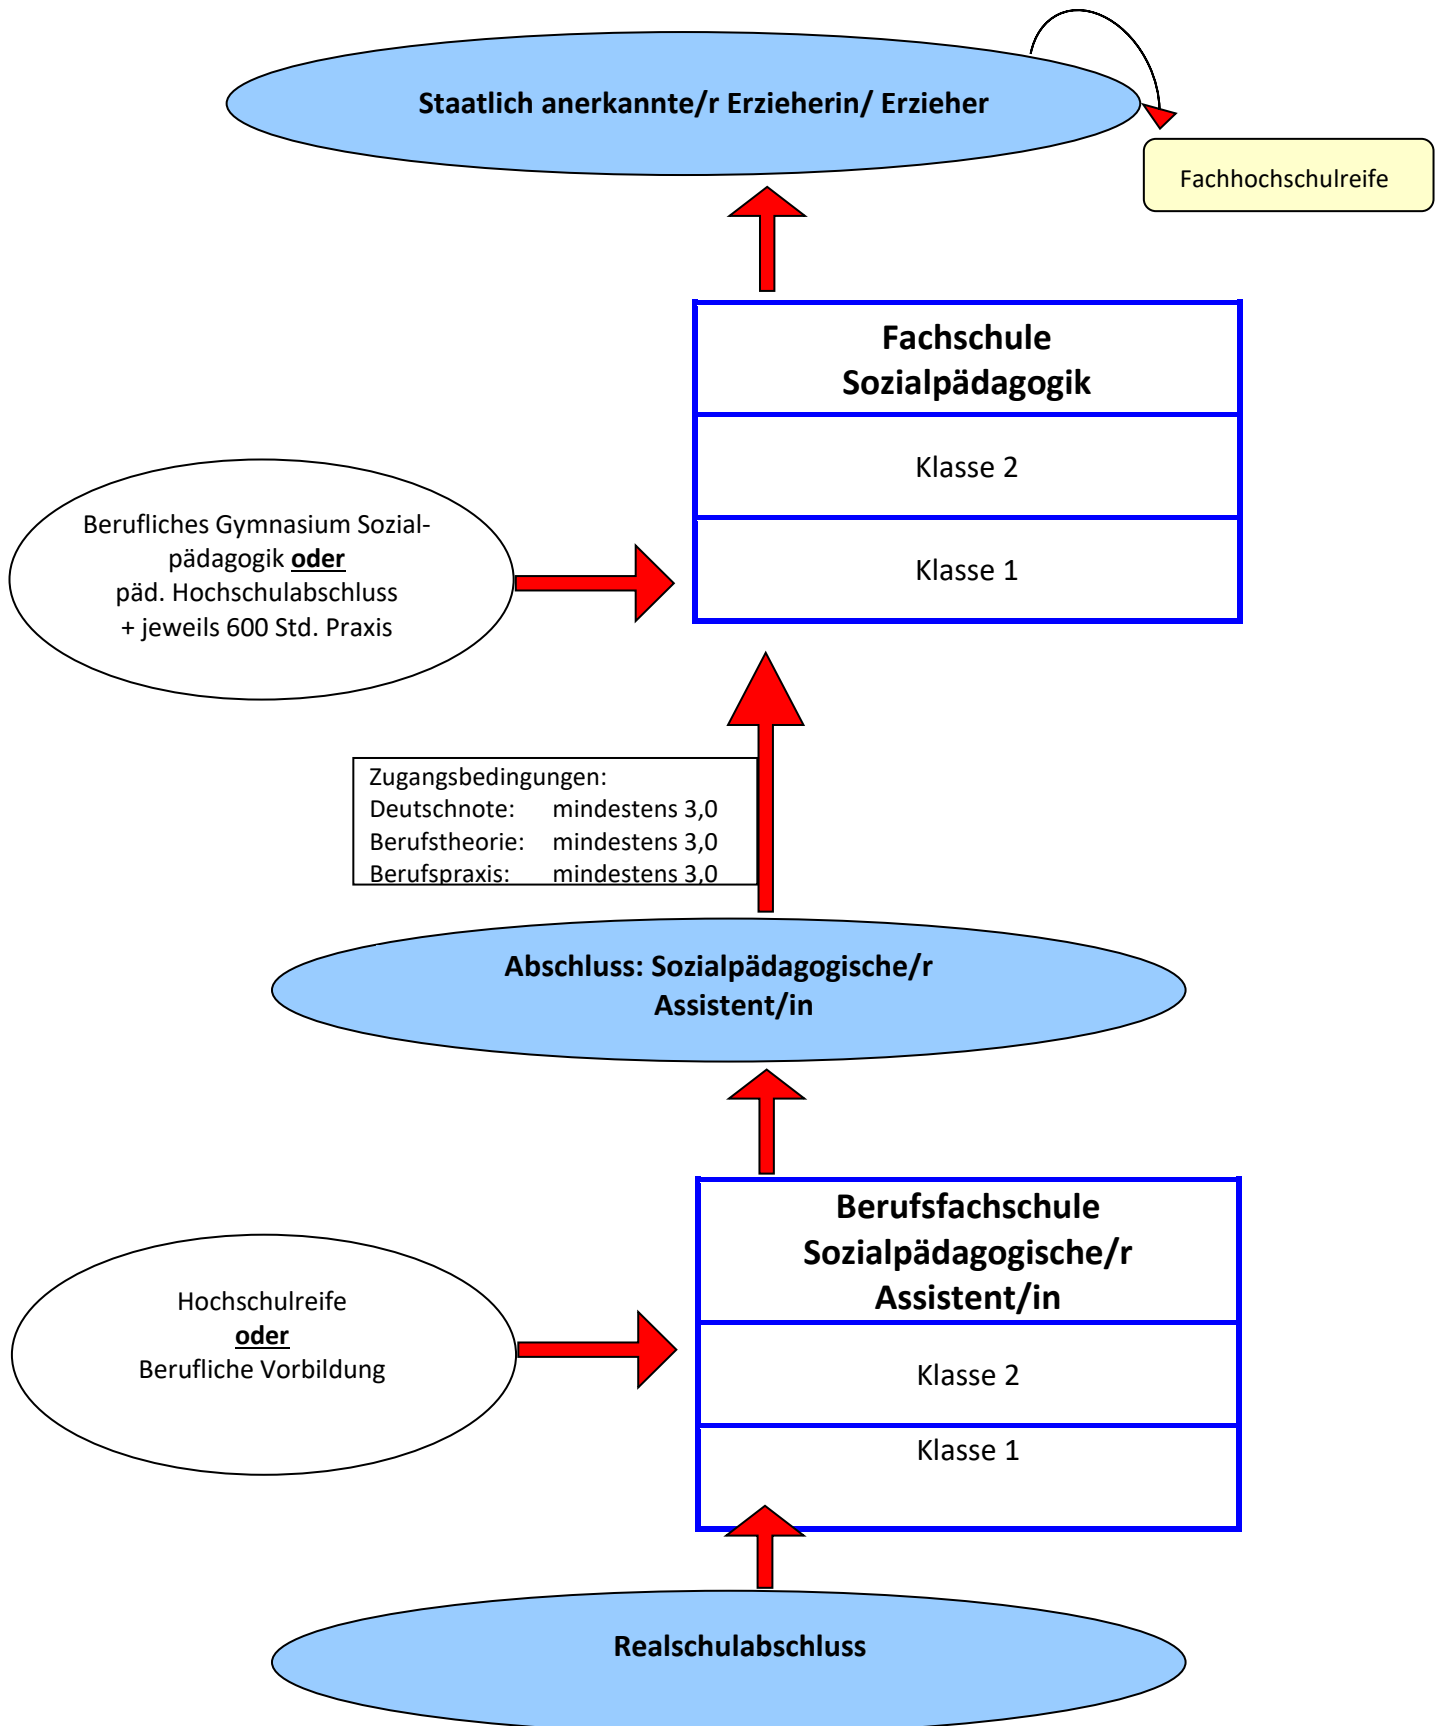 Staatlich anerkannte/r Erzieherin/ Erzieher
Fachhochschulreife
Fachschule
Sozialpädagogik
Klasse 2
Klasse 1
Berufliches Gymnasium Sozial-
pädagogik oder
päd. Hochschulabschluss
+ jeweils 600 Std. Praxis
Zugangsbedingungen:
Deutschnote: mindestens 3,0
Berufstheorie: mindestens 3,0
Berufspraxis: mindestens 3,0
Abschluss: Sozialpädagogische/r
Assistent/in
Berufsfachschule
Sozialpädagogische/r
Assistent/in
Klasse 2
Klasse 1
Hochschulreife
oder
Berufliche Vorbildung
Realschulabschluss